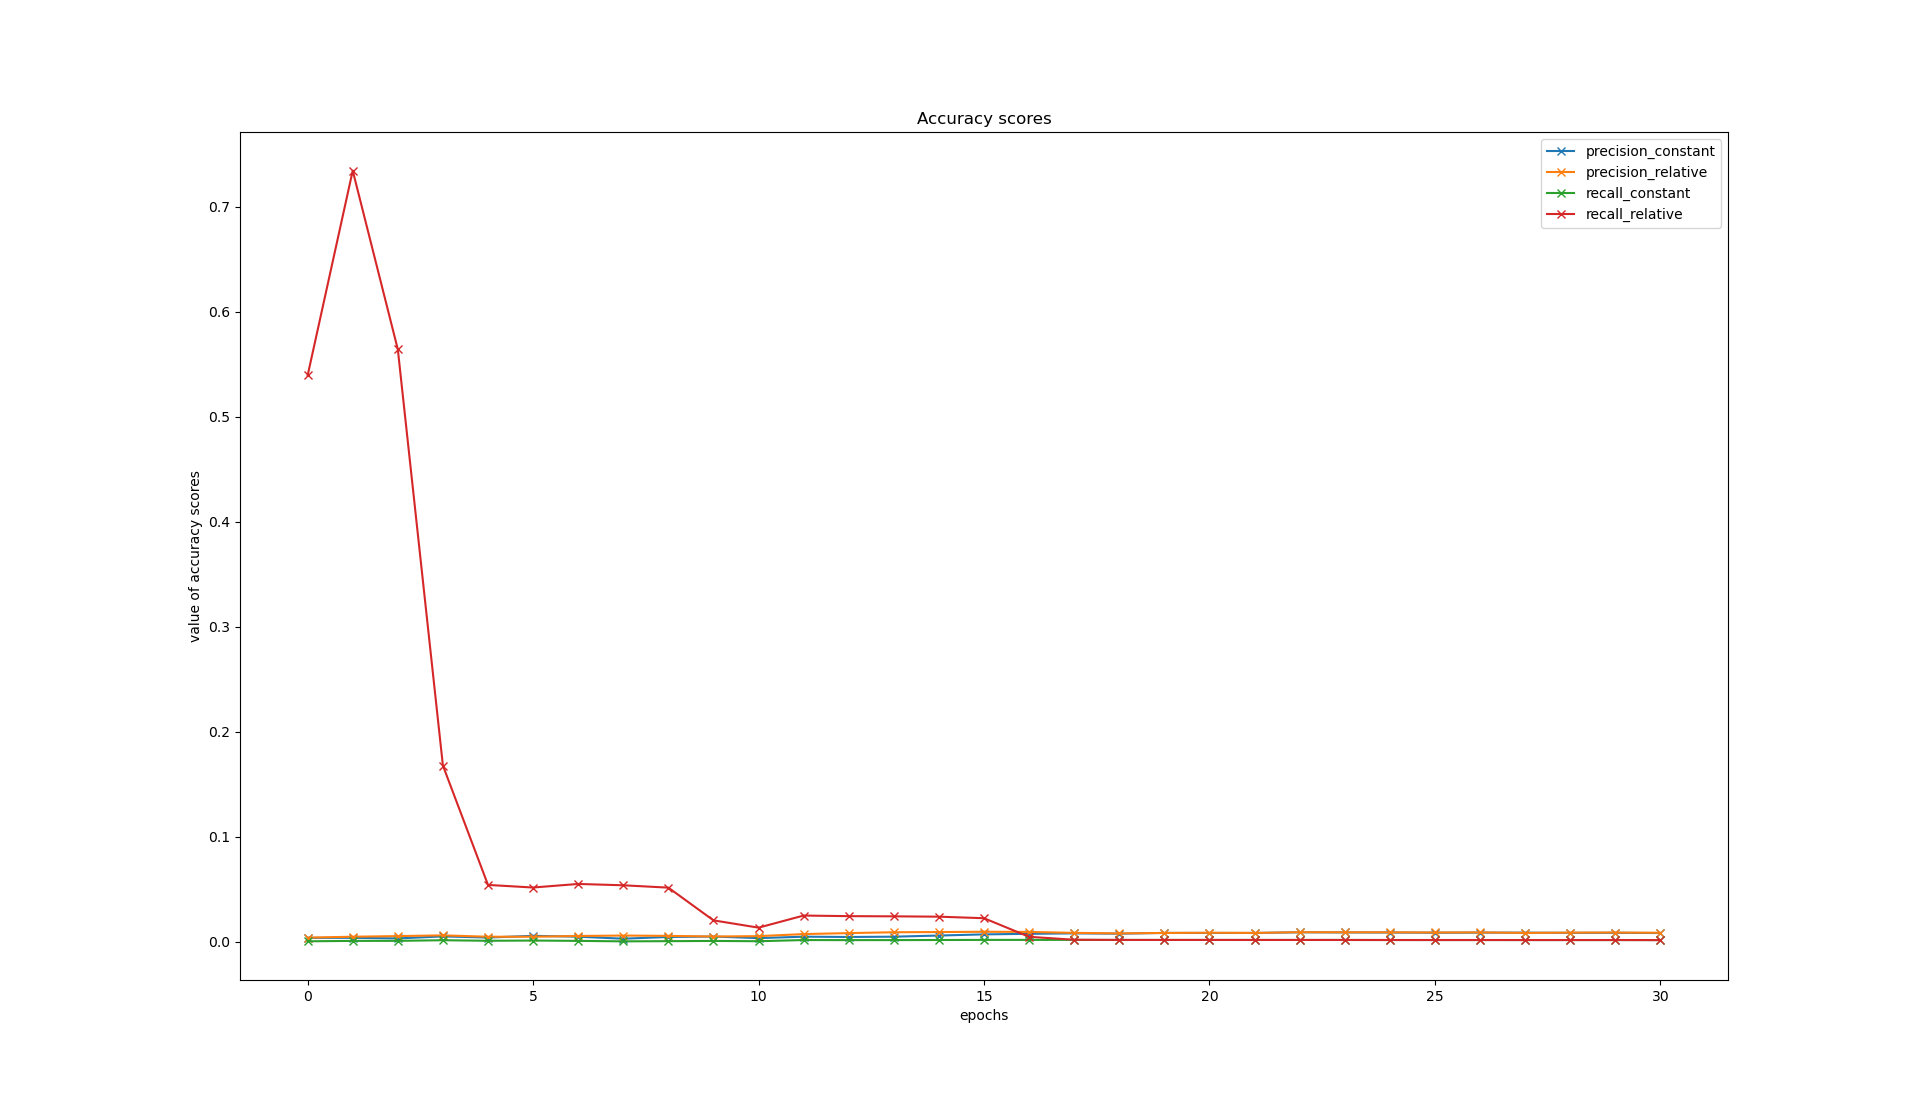 Accuracy scores
precision_constant
precision_relative
recall_constant
recall_relative
0.7
0.6
0.5
0.4
0.3
0.2
0.1
0.0
value of accuracy scores
0 5 10 15 20 25 30
epochs